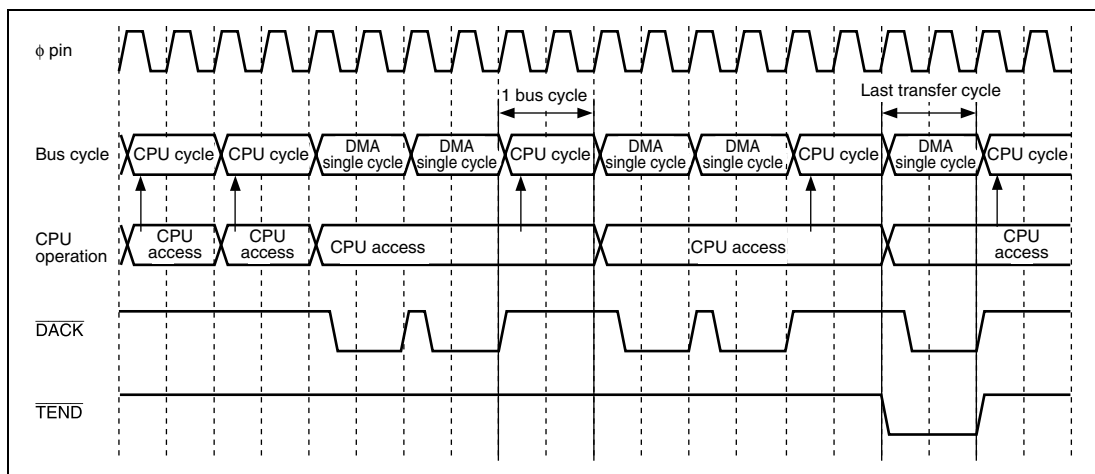 φ pin
1 bus cycle
Last transfer cycle
Bus cycle
CPU cycle
CPU cycle
DMA
single cycle
DMA
single cycle
CPU cycle
DMA
single cycle
DMA
single cycle
CPU cycle
DMA
single cycle
CPU cycle
CPU
operation
CPU
access
CPU
access
CPU access
CPU access
CPU
access
DACK
TEND